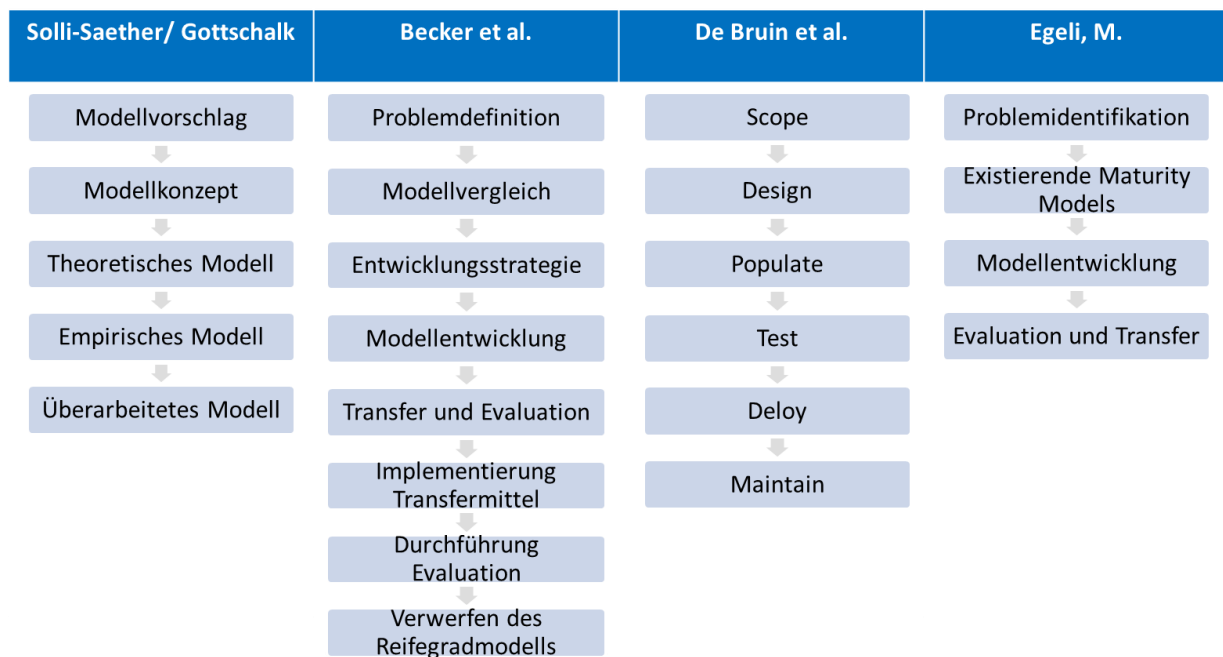 Solli-Saether/ Gottschalk
Becker et al.
De Bruin et al.
Egeli, M.
Modellvorschlag
Modellkonzept
Theoretisches Modell
Empirisches Modell
Überarbeitetes Modell
Problemdefinition
Modellvergleich
Entwicklungsstrategie
Modellentwicklung
Transfer und Evaluation
Implementierung
Transfermittel
Durchführung
Evaluation
Verwerfen des
Reifegradmodells
Scope
Design
Populate
Test
Deloy
Maintain
Problemidentifikation
Existierende Maturity
Models
Modellentwicklung
Evaluation und Transfer